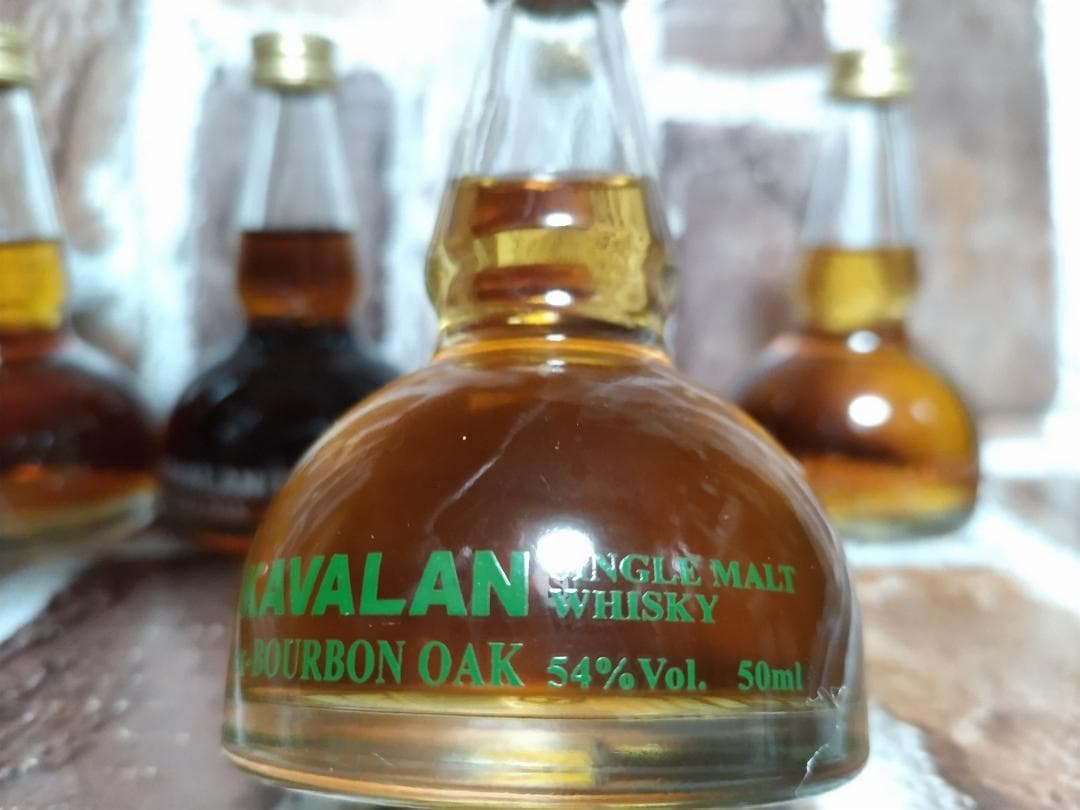 KAVALAN SINGLE MALT
WHISKY
x-BOURBON OAK 54% Vol. 50ml